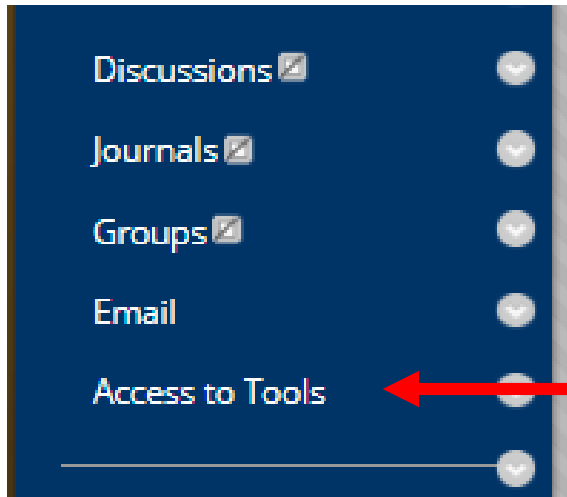 Discussions
Journals
Groups
Email
Access to Tools